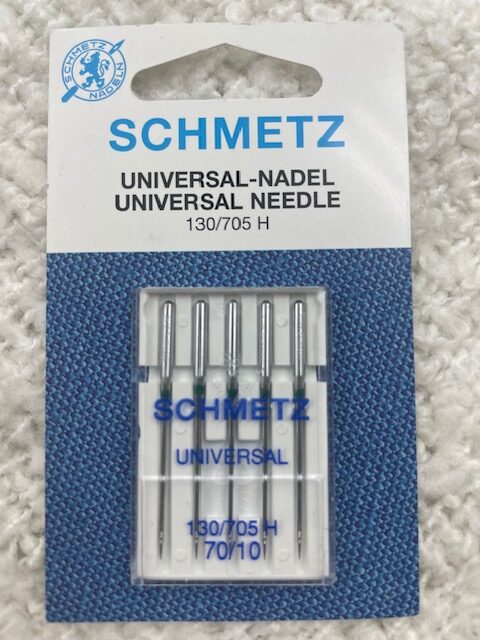 SCHMETZ
NADELN
SCHMETZ
UNIVERSAL-NADEL
UNIVERSAL NEEDLE
130/705 H
SCHMETZ
UNIVERSAL
130/705 H
70/10